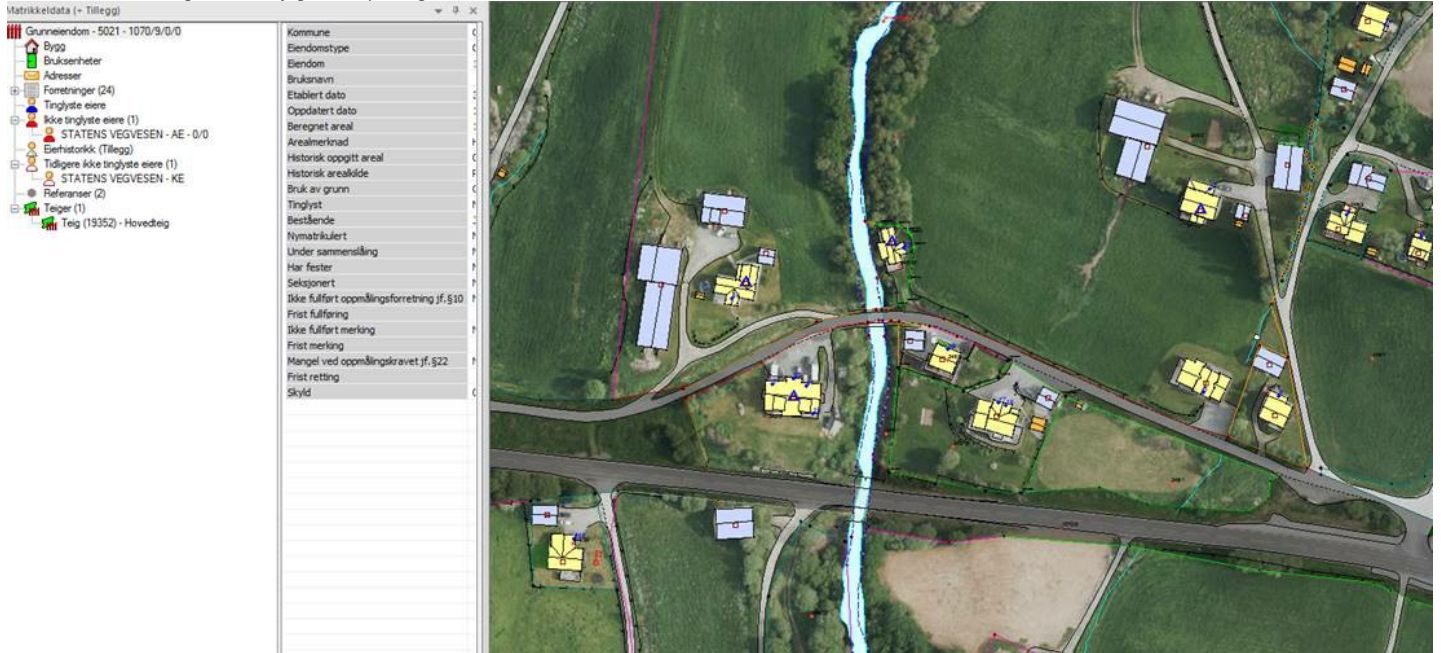 Matrikkeldata (+ Tillegg)
Grunneiendom - 5021 - 1070/9/0/0
Bygg
Bruksenheter
Adresser
Forretninger (24)
Tinglyste eiere
Ikke tinglyste eiere (1)
STATENS VEGVESEN - AE - 0/0
Eierhistorikk (Tillegg)
Tidligere ikke tinglyste eiere (1)
STATENS VEGVESEN - KE
Referanser (2)
Teiger (1)
Teig (19352) - Hovedteig
Kommune
Eiendomstype
Eiendom
Bruksnavn
Etablert dato
Oppdatert dato
Beregnet areal
Arealmerknad
Historisk oppgitt areal
Historisk arealkilde
Bruk av grunn
Tinglyst
Bestående
Nymatrikulert
Under sammenslåing
Har fester
Seksjonert
Ikke fullført oppmålingsforretning jf.§10
Frist fullføring
Ikke fullført merking
Frist merking
Mangel ved oppmålingskravet jf.§22
Frist retting
Skyld